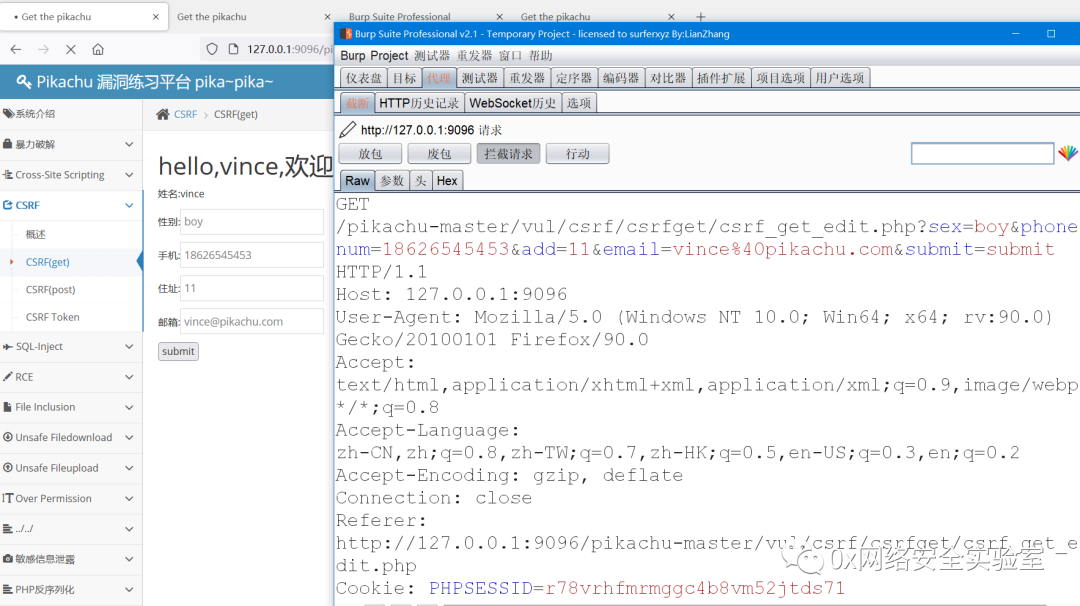 • Get the pikachu
Get the pikachu
Burp Suite Professional
Get the pikachu
127.0.0.1:9096/pi
Pikachu 漏洞练习平台 pika~pika~
系统介绍
暴力破解
Cross-Site Scripting
CSRF
概述
CSRF(get)
CSRF(post)
CSRF Token
SQL-Inject
RCE
File Inclusion
Unsafe Filedownload
Unsafe Fileupload
Over Permission
../../
敏感信息泄露
PHP反序列化
CSRF > CSRF(get)
hello,vince,欢迎
姓名:vince
性别: boy
手机: 18626545453
住址: 11
邮箱: vince@pikachu.com
submit
Burp Suite Professional v2.1 - Temporary Project - licensed to surferxyz By:LianZhang
Burp Project 测试器 重发器 窗口 帮助
仪表盘 目标 代理 测试器 重发器 定序器 编码器 对比器 插件扩展 项目选项 用户选项
截断 HTTP历史记录 WebSocket历史 选项
http://127.0.0.1:9096 请求
放包 废包 拦截请求 行动
Raw 参数 头 Hex
GET
/pikachu-master/vul/csrf/csrfget/csrf_get_edit.php?sex=boy&phone
num=18626545453&add=11&email=vince%40pikachu.com&submit=submit
HTTP/1.1
Host: 127.0.0.1:9096
User-Agent: Mozilla/5.0 (Windows NT 10.0; Win64; x64; rv:90.0)
Gecko/20100101 Firefox/90.0
Accept:
text/html,application/xhtml+xml,application/xml;q=0.9,image/webp
*/*;q=0.8
Accept-Language:
zh-CN,zh;q=0.8,zh-TW;q=0.7,zh-HK;q=0.5,en-US;q=0.3,en;q=0.2
Accept-Encoding: gzip, deflate
Connection: close
Referer:
http://127.0.0.1:9096/pikachu-master/vul/csrf/csrfget/csrf_get_e
dit.php
Cookie: PHPSESSID=r78vrhfmrmggc4b8vm52jtds71
0X网络安全实验室